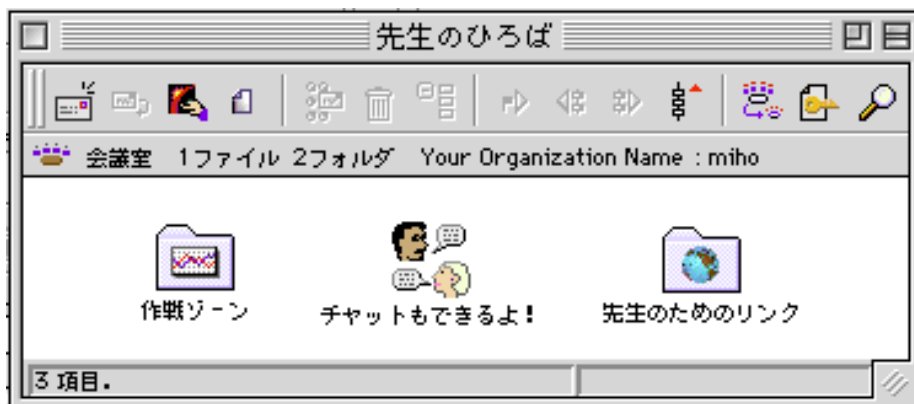 先生のひろば
会議室 1ファイル 2フォルダ Your Organization Name : miho
作戦ゾーン
チャットもできるよ!
先生のためのリンク
3 項目.